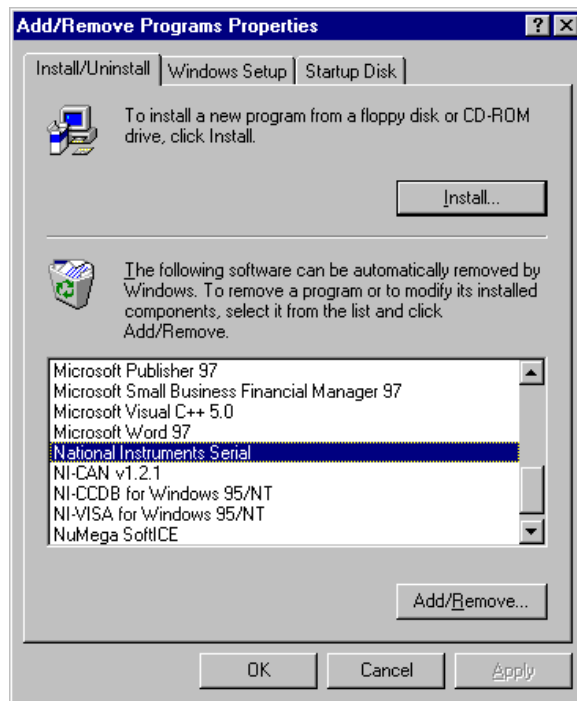 Add/Remove Programs Properties
Install/Uninstall
Windows Setup
Startup Disk
To install a new program from a floppy disk or CD-ROM
drive, click Install.
Install...
The following software can be automatically removed by
Windows. To remove a program or to modify its installed
components, select it from the list and click
Add/Remove.
Microsoft Publisher 97
Microsoft Small Business Financial Manager 97
Microsoft Visual C++ 5.0
Microsoft Word 97
National Instruments Serial
NI-CAN v1.2.1
NI-CCDB for Windows 95/NT
NI-VISA for Windows 95/NT
NuMega SoftICE
Add/Remove...
OK
Cancel
Apply